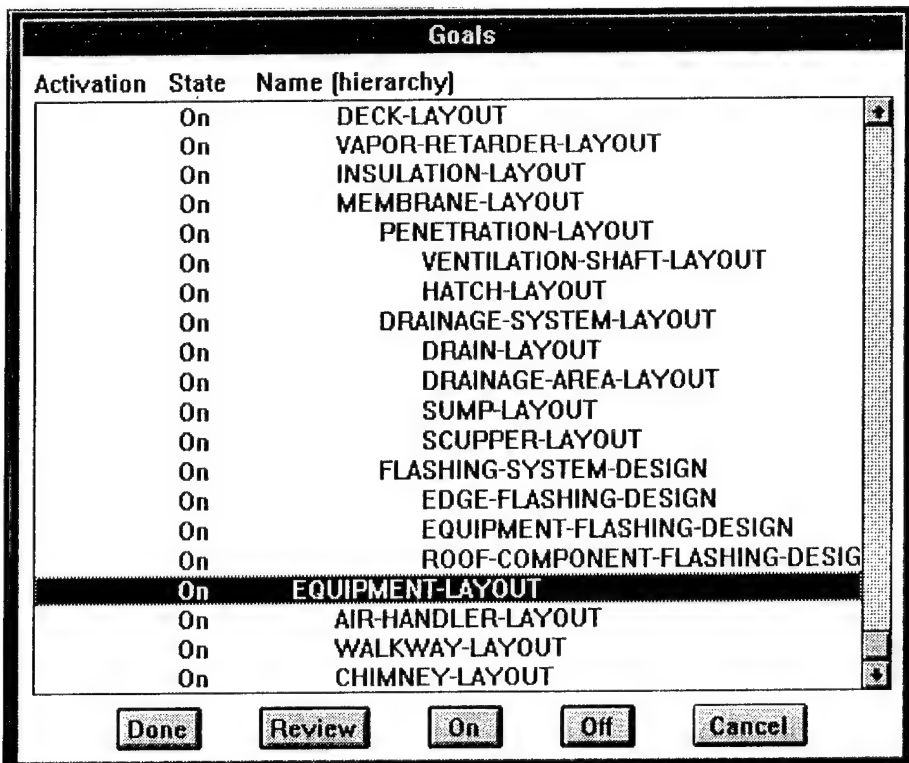 Goals
Activation State Name (hierarchy)
On DECK-LAYOUT
On VAPOR-RETARDER-LAYOUT
On INSULATION-LAYOUT
On MEMBRANE-LAYOUT
On PENETRATION-LAYOUT
On VENTILATION-SHAFT-LAYOUT
On HATCH-LAYOUT
On DRAINAGE-SYSTEM-LAYOUT
On DRAIN-LAYOUT
On DRAINAGE-AREA-LAYOUT
On SUMP-LAYOUT
On SCUPPER-LAYOUT
On FLASHING-SYSTEM-DESIGN
On EDGE-FLASHING-DESIGN
On EQUIPMENT-FLASHING-DESIGN
On ROOF-COMPONENT-FLASHING-DESIG
On EQUIPMENT-LAYOUT
On AIR-HANDLER-LAYOUT
On WALKWAY-LAYOUT
On CHIMNEY-LAYOUT
Done Review On Off Cancel